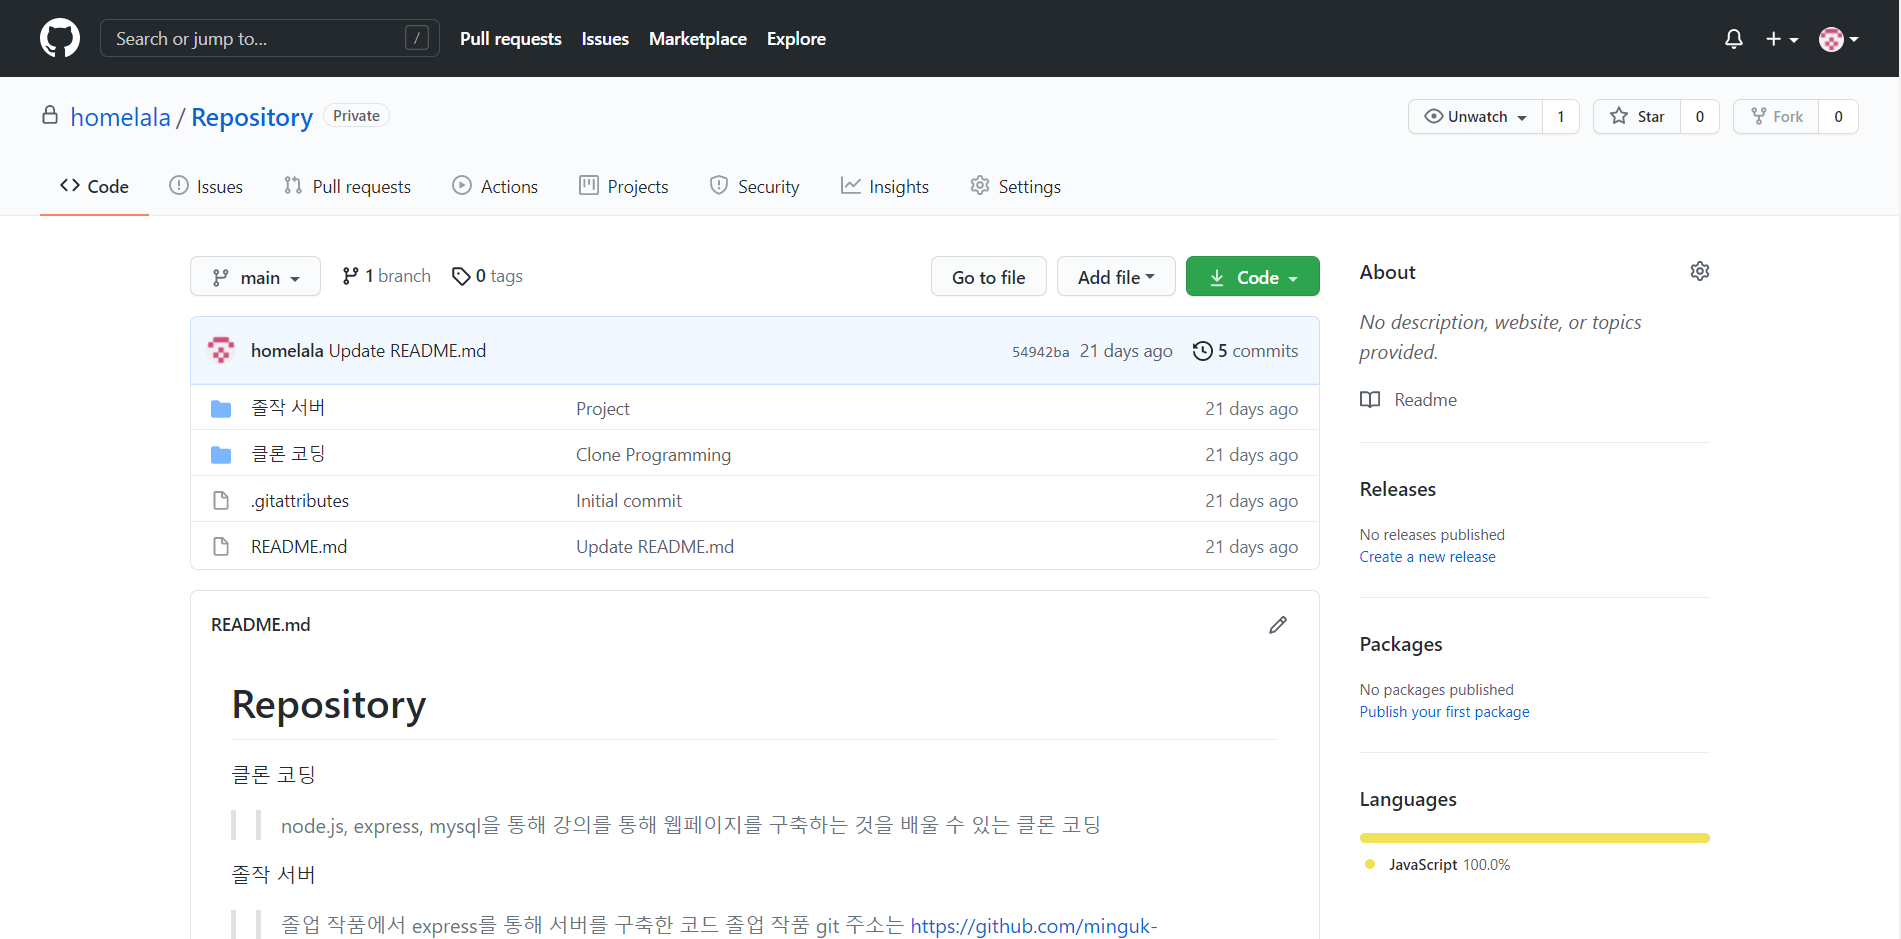 Search or jump to... / Pull requests Issues Marketplace Explore
homelala / Repository Private Unwatch 1 Star 0 Fork 0
Code Issues Pull requests Actions Projects Security Insights Settings
main 1 branch 0 tags Go to file Add file Code
homelala Update README.md 54942ba 21 days ago 5 commits
졸작 서버 Project 21 days ago
클론 코딩 Clone Programming 21 days ago
.gitattributes Initial commit 21 days ago
README.md Update README.md 21 days ago
README.md
Repository
클론 코딩
node.js, express, mysql을 통해 강의를 통해 웹페이지를 구축하는 것을 배울 수 있는 클론 코딩
졸작 서버
졸업 작품에서 express를 통해 서버를 구축한 코드 졸업 작품 git 주소는 https://github.com/minguk-
About
No description, website, or topics
provided.
Readme
Releases
No releases published
Create a new release
Packages
No packages published
Publish your first package
Languages
JavaScript 100.0%